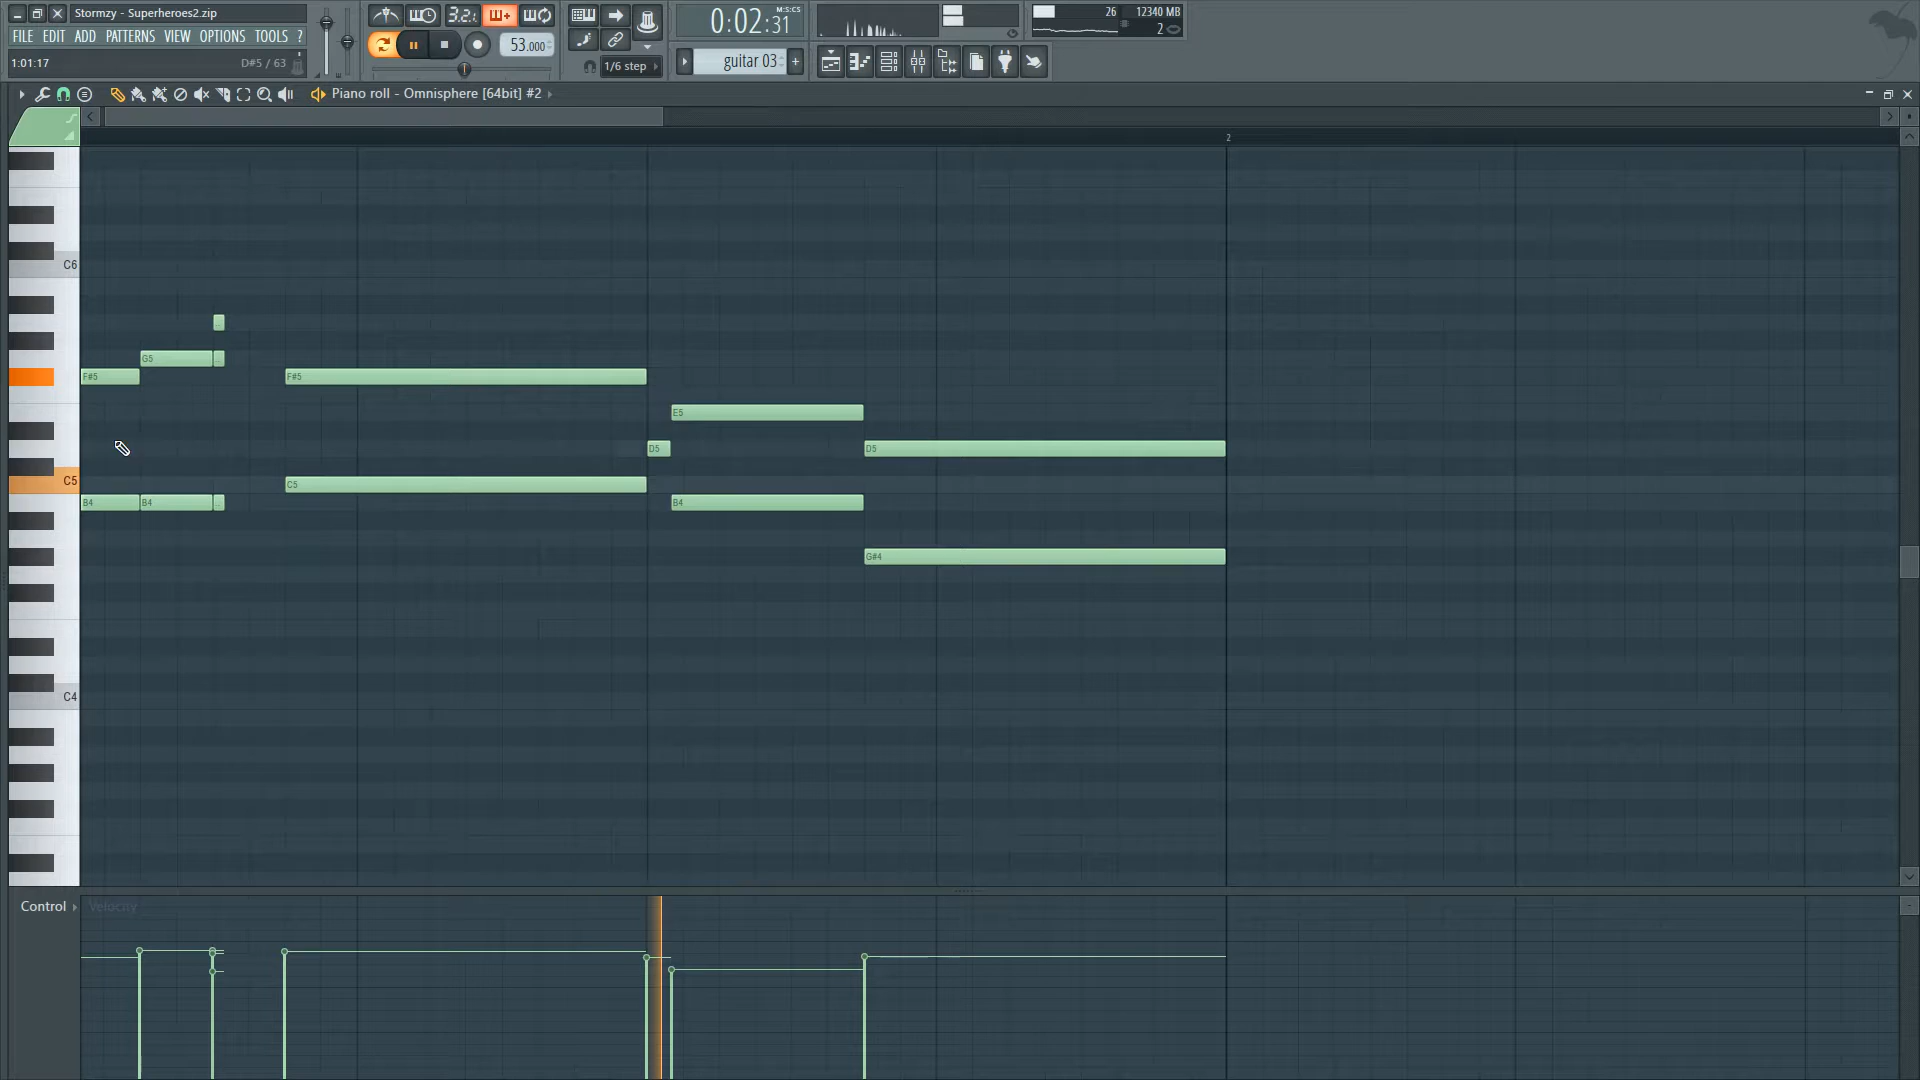 Stormzy - Superheroes2.zip
FILE EDIT ADD PATTERNS VIEW OPTIONS TOOLS ?
1:01:17 D#5 / 63
3.2.1
53.000
1/6 step
0:02:31
M:S:CS
guitar 03
26
12340 MB
2
Piano roll - Omnisphere [64bit] #2
2
C6
G5
F#5
F#5
E5
D5
D5
C5
C5
B4
B4
B4
G#4
C4
Control
Velocity